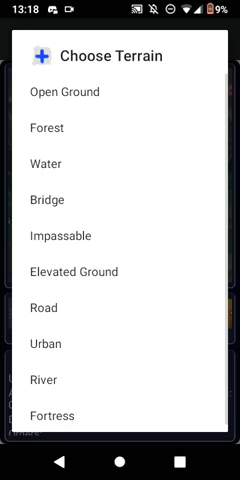 13:18
9%
Choose Terrain
Open Ground
Forest
Water
Bridge
Impassable
Elevated Ground
Road
Urban
River
Fortress